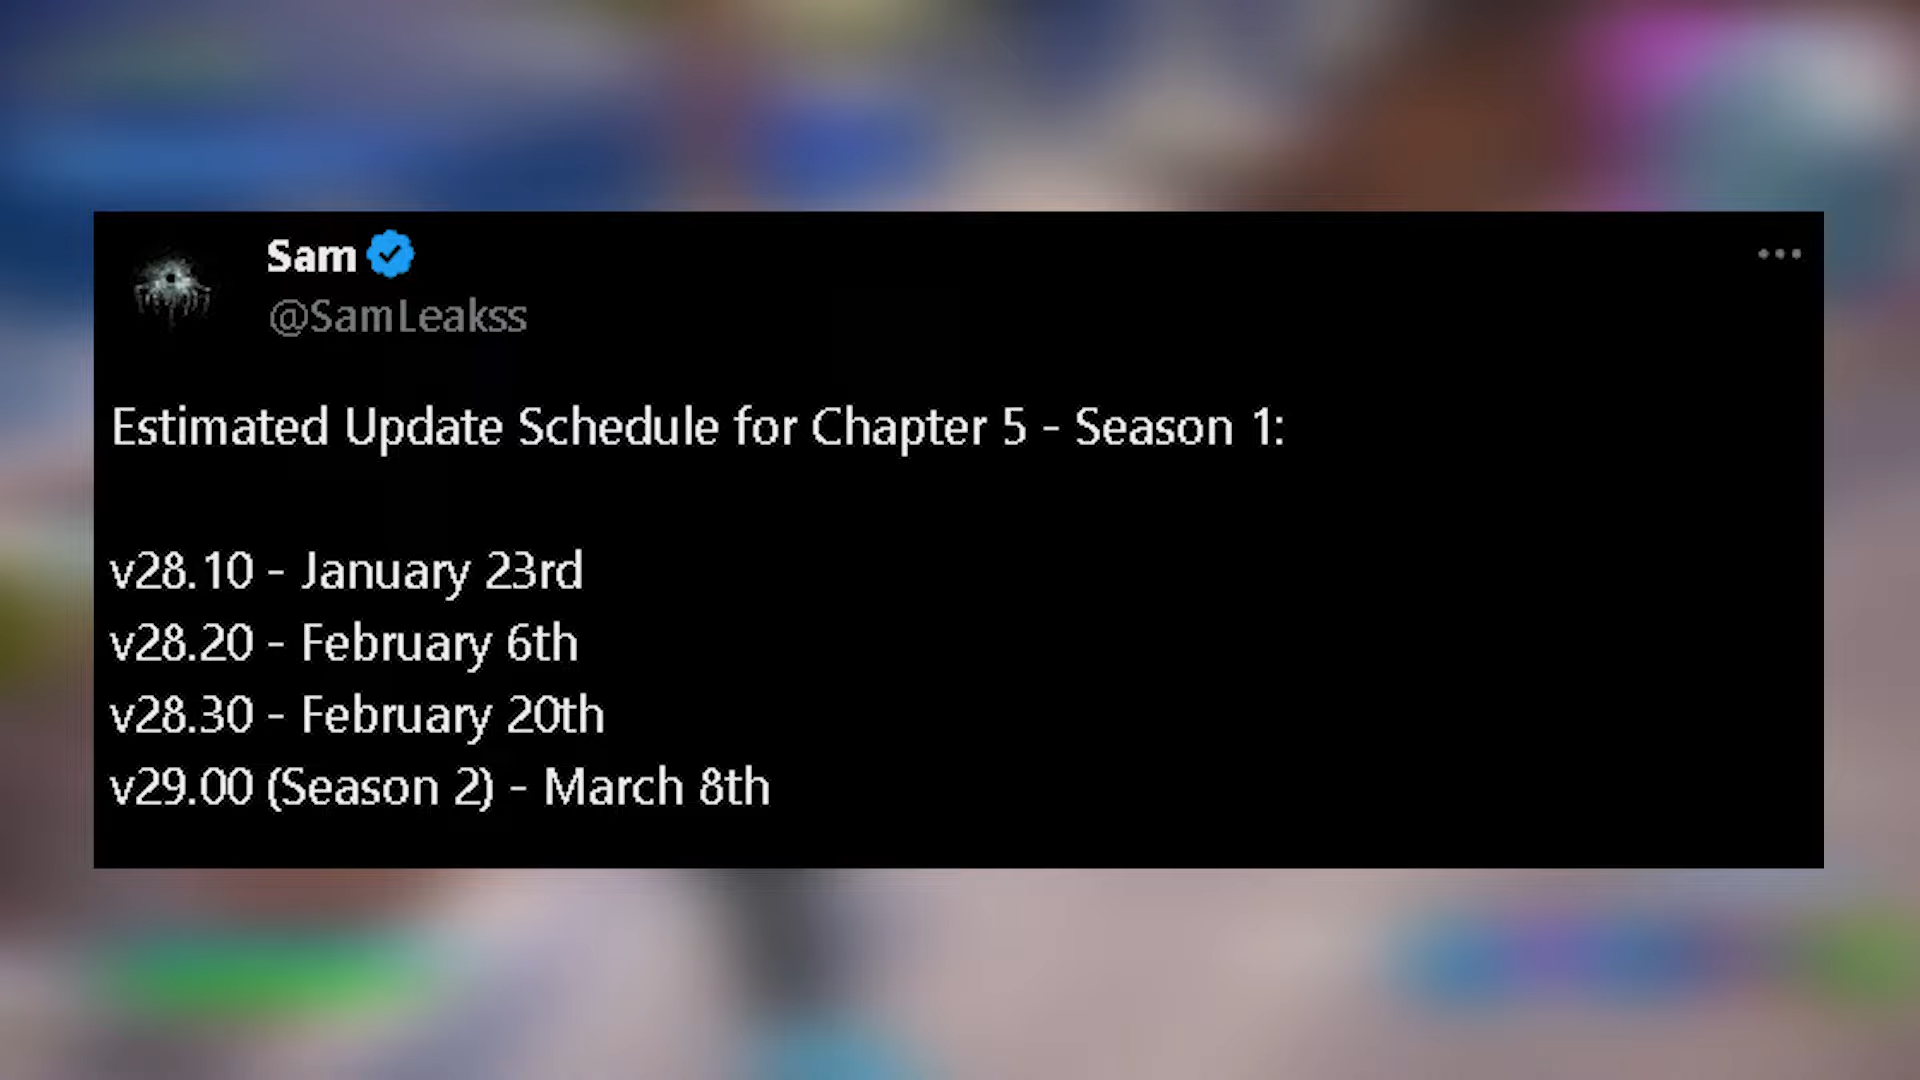 Sam
@SamLeakss
Estimated Update Schedule for Chapter 5 - Season 1:
v28.10 - January 23rd
v28.20 - February 6th
v28.30 - February 20th
v29.00 (Season 2) - March 8th